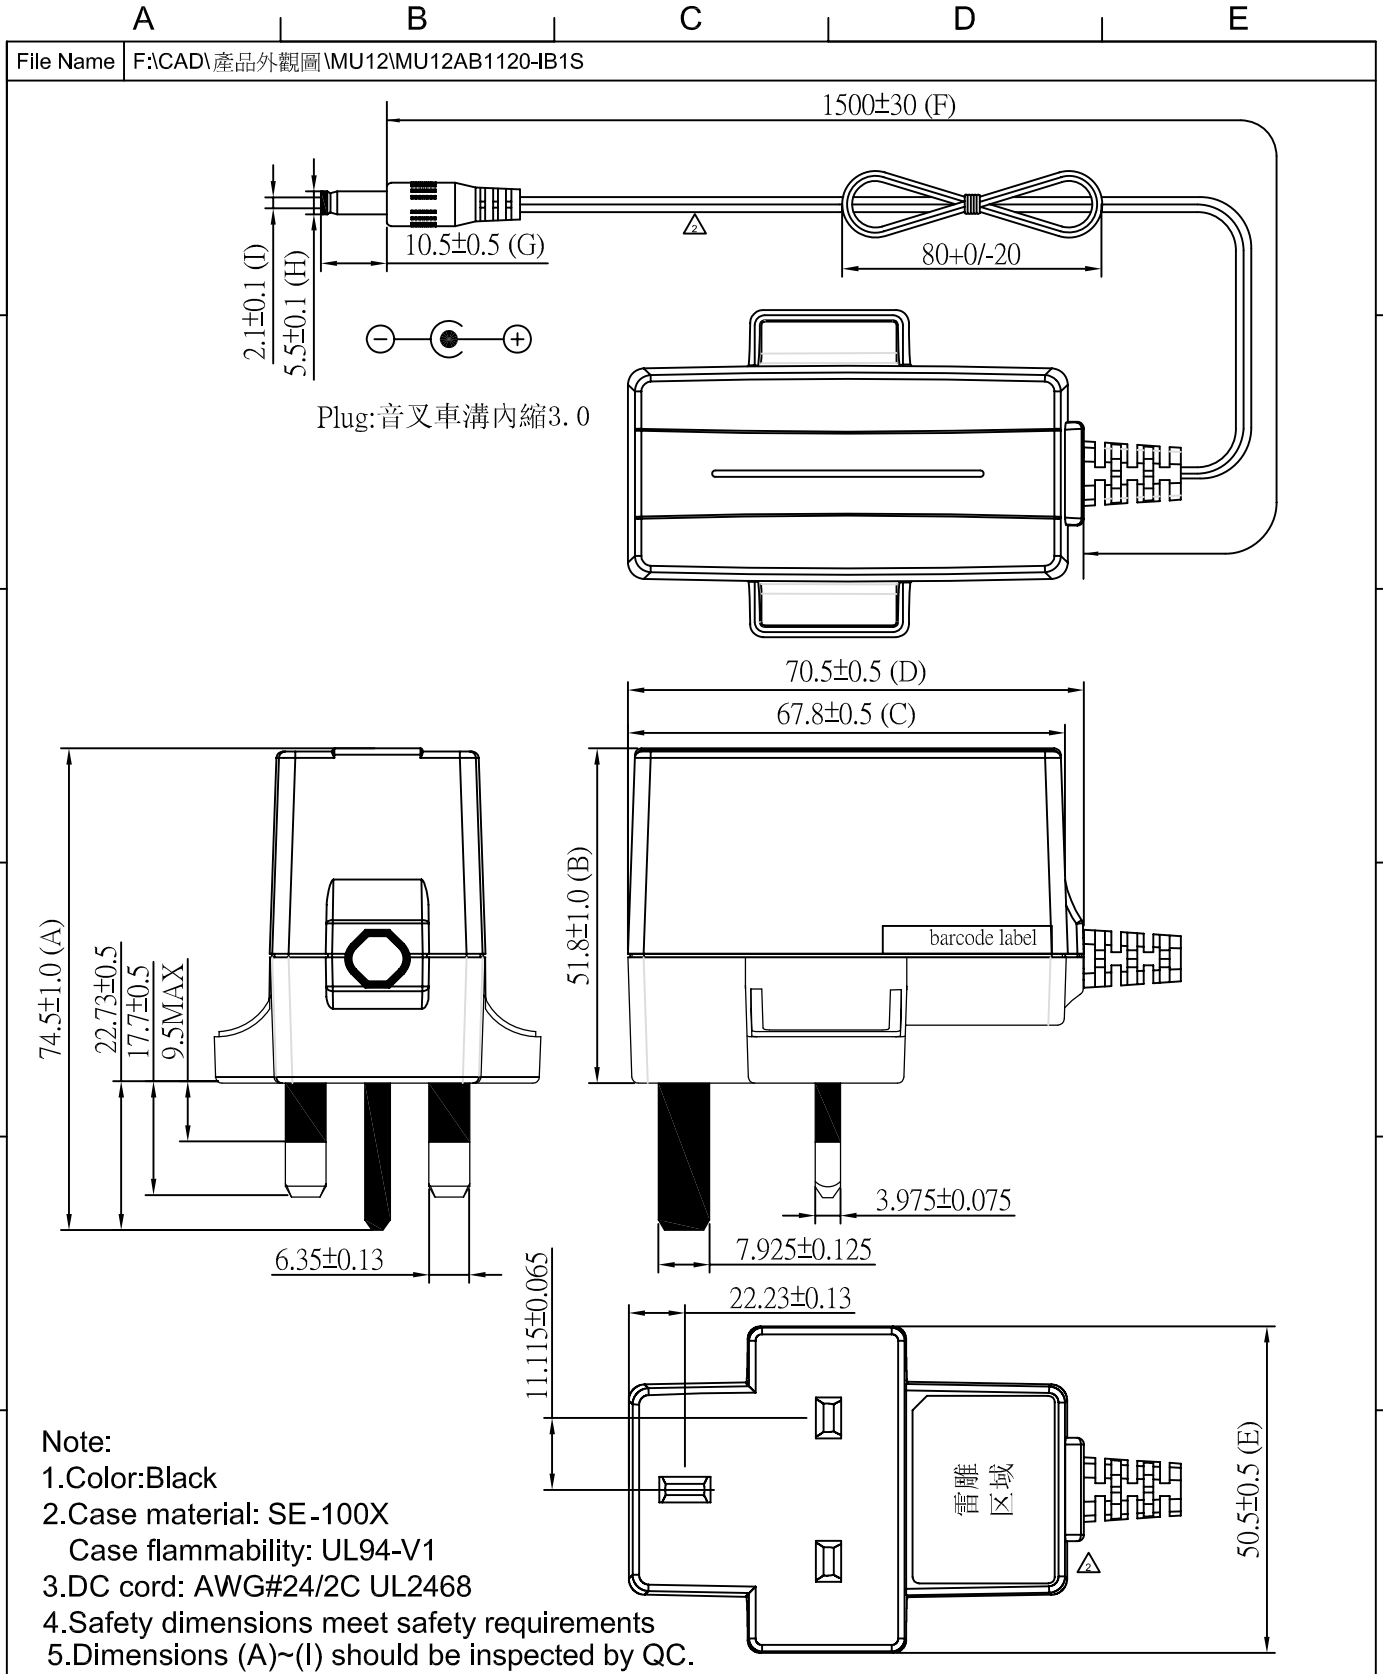 A B C D E
File Name F:\CAD\產品外觀圖\MU12\MU12AB1120-IB1S
1500±30 (F)
2
10.5±0.5 (G)
80+0/-20
2.1±0.1 (I)
5.5±0.1 (H)
− +
Plug:音叉車溝內縮3.0
70.5±0.5 (D)
67.8±0.5 (C)
74.5±1.0 (A)
22.73±0.5
17.7±0.5
9.5MAX
51.8±1.0 (B)
barcode label
3.975±0.075
6.35±0.13
7.925±0.125
11.115±0.065
22.23±0.13
50.5±0.5 (E)
雷雕
区域
2
Note:
1.Color:Black
2.Case material: SE-100X
Case flammability: UL94-V1
3.DC cord: AWG#24/2C UL2468
4.Safety dimensions meet safety requirements
5.Dimensions (A)~(I) should be inspected by QC.